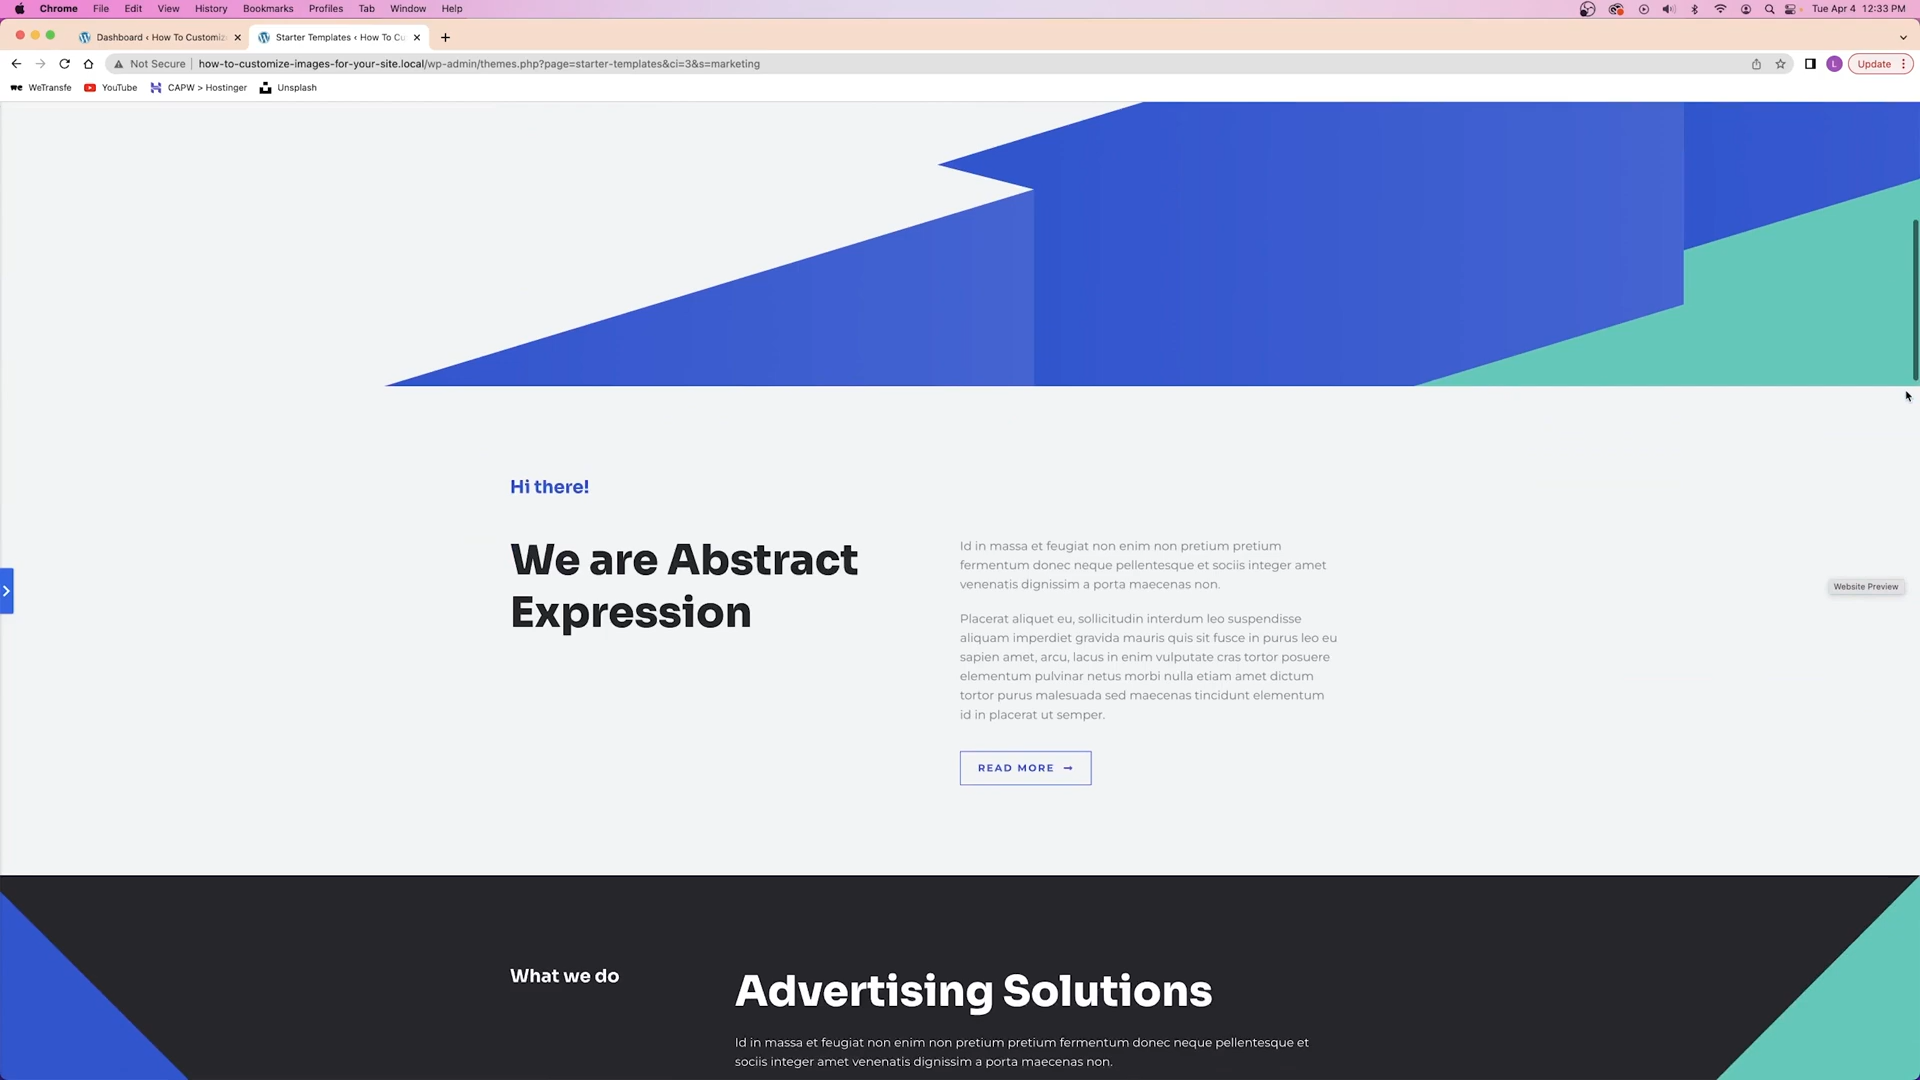 Chrome File Edit View History Bookmarks Profiles Tab Window Help Tue Apr 4 12:33 PM
Dashboard ‹ How To Customiz Starter Templates ‹ How To Cu
Not Secure how-to-customize-images-for-your-site.local/wp-admin/themes.php?page=starter-templates&ci=3&s=marketing L Update
we WeTransfe YouTube CAPW > Hostinger Unsplash
Hi there!
We are Abstract
Expression
Id in massa et feugiat non enim non pretium pretium
fermentum donec neque pellentesque et sociis integer amet
venenatis dignissim a porta maecenas non.
Website Preview
Placerat aliquet eu, sollicitudin interdum leo suspendisse
aliquam imperdiet gravida mauris quis sit fusce in purus leo eu
sapien amet, arcu, lacus in enim vulputate cras tortor posuere
elementum pulvinar netus morbi nulla etiam amet dictum
tortor purus malesuada sed maecenas tincidunt elementum
id in placerat ut semper.
READ MORE →
What we do
Advertising Solutions
Id in massa et feugiat non enim non pretium pretium fermentum donec neque pellentesque et
sociis integer amet venenatis dignissim a porta maecenas non.